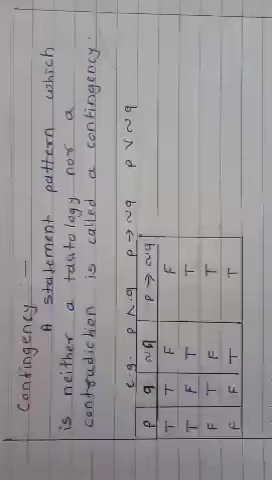 Contingency :—
A statement pattern which
is neither a tautology nor a
contradiction is called a contingency.
e.g. p ∧ q p → ~q p ∨ ~q
p q ~q p → ~q
T T F F
T F T T
F T F T
F F T T